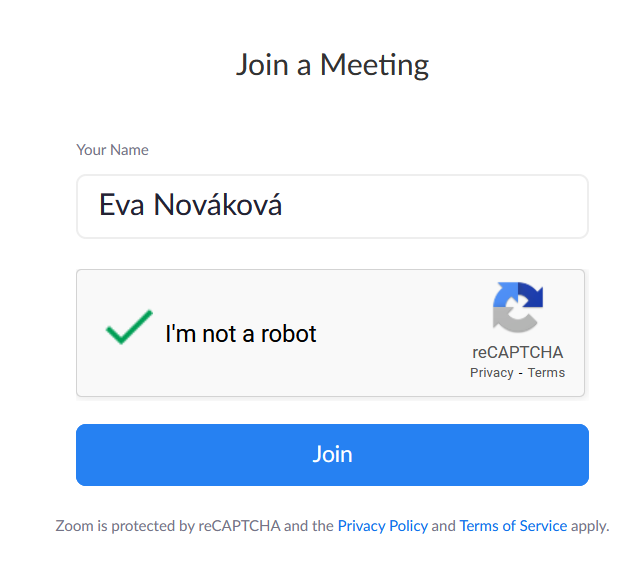 Join a Meeting
Your Name
Eva Nováková
I'm not a robot
reCAPTCHA
Privacy - Terms
Join
Zoom is protected by reCAPTCHA and the Privacy Policy and Terms of Service apply.